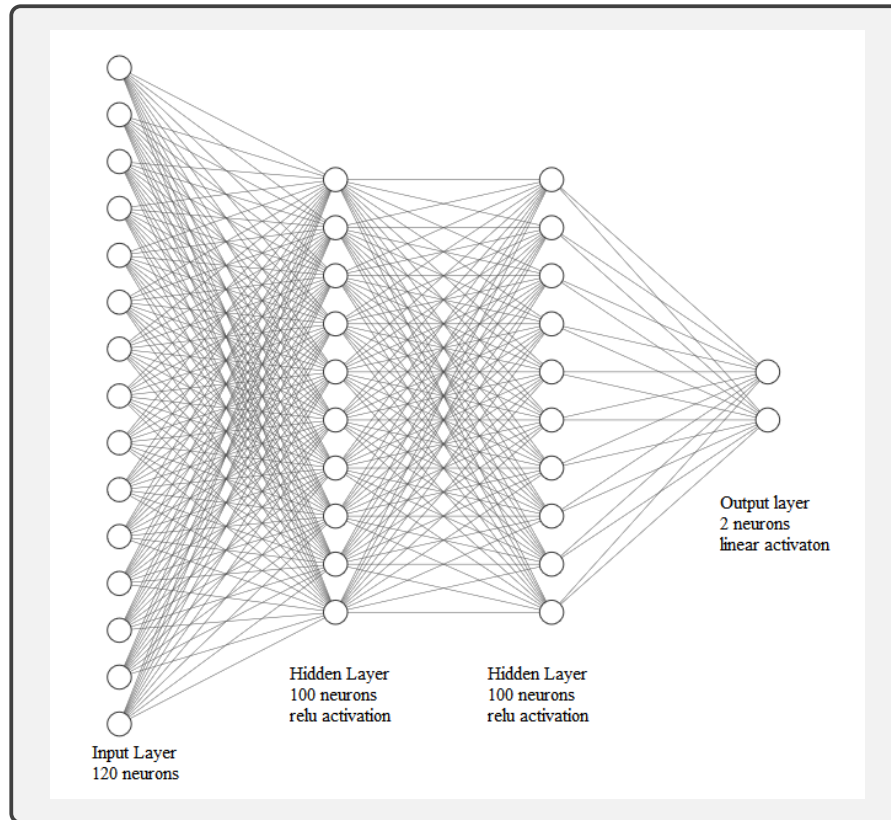 Input Layer
120 neurons
Hidden Layer
100 neurons
relu activation
Hidden Layer
100 neurons
relu activation
Output layer
2 neurons
linear activaton